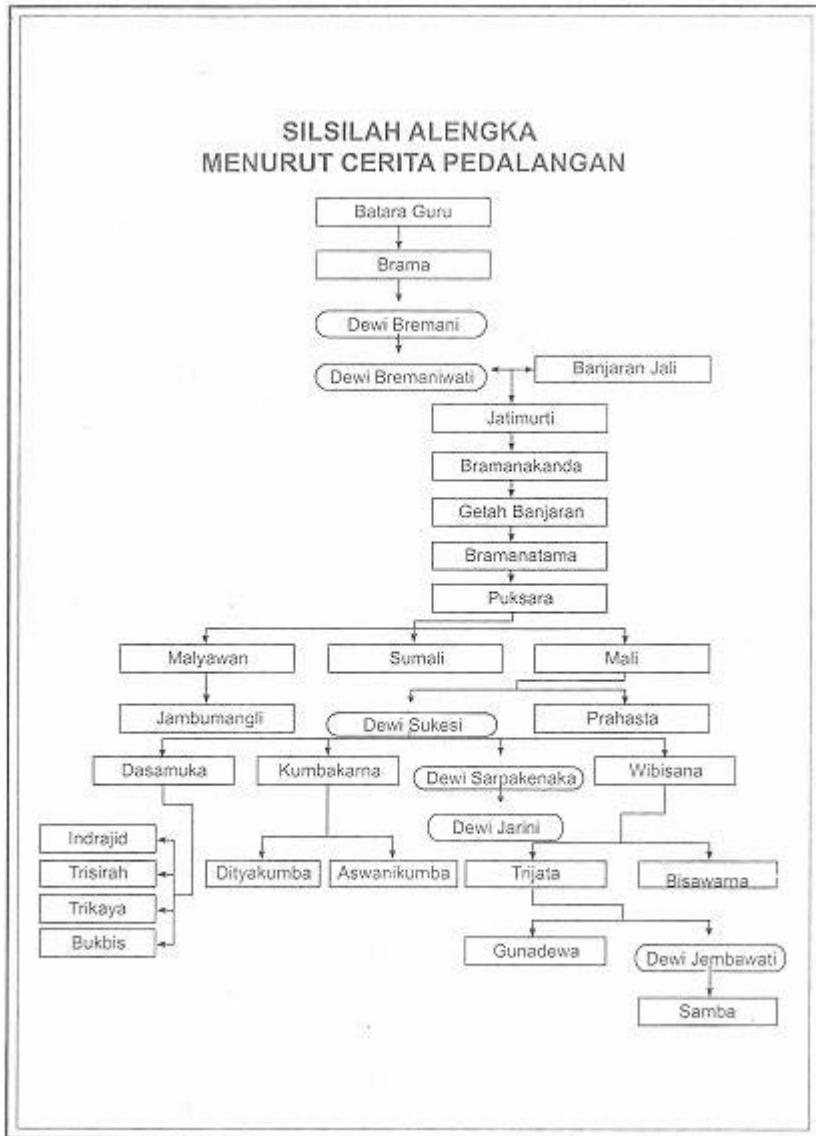 SILSILAH ALENGKA
MENURUT CERITA PEDALANGAN
Batara Guru
Brama
Dewi Bremani
Dewi Bremaniwati
Banjaran Jali
Jatimurti
Bramanakanda
Getah Banjaran
Bramanatama
Puksara
Malyawan
Sumali
Mali
Jambumangli
Dewi Sukesi
Prahasta
Dasamuka
Kumbakarna
Dewi Sarpakenaka
Wibisana
Dewi Jarini
Indrajid
Trisirah
Trikaya
Bukbis
Dityakumba
Aswanikumba
Trijata
Bisawarna
Gunadewa
Dewi Jembawati
Samba